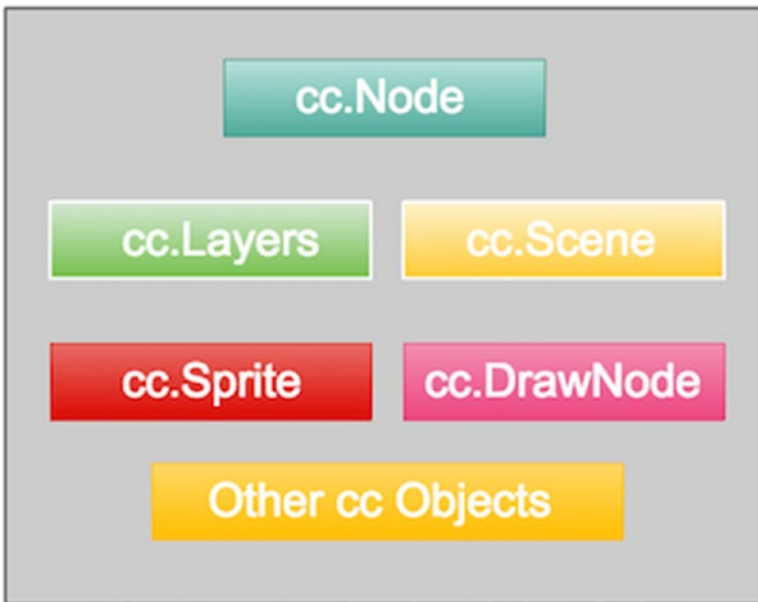 cc.Node
cc.Layers
cc.Scene
cc.Sprite
cc.DrawNode
Other cc Objects